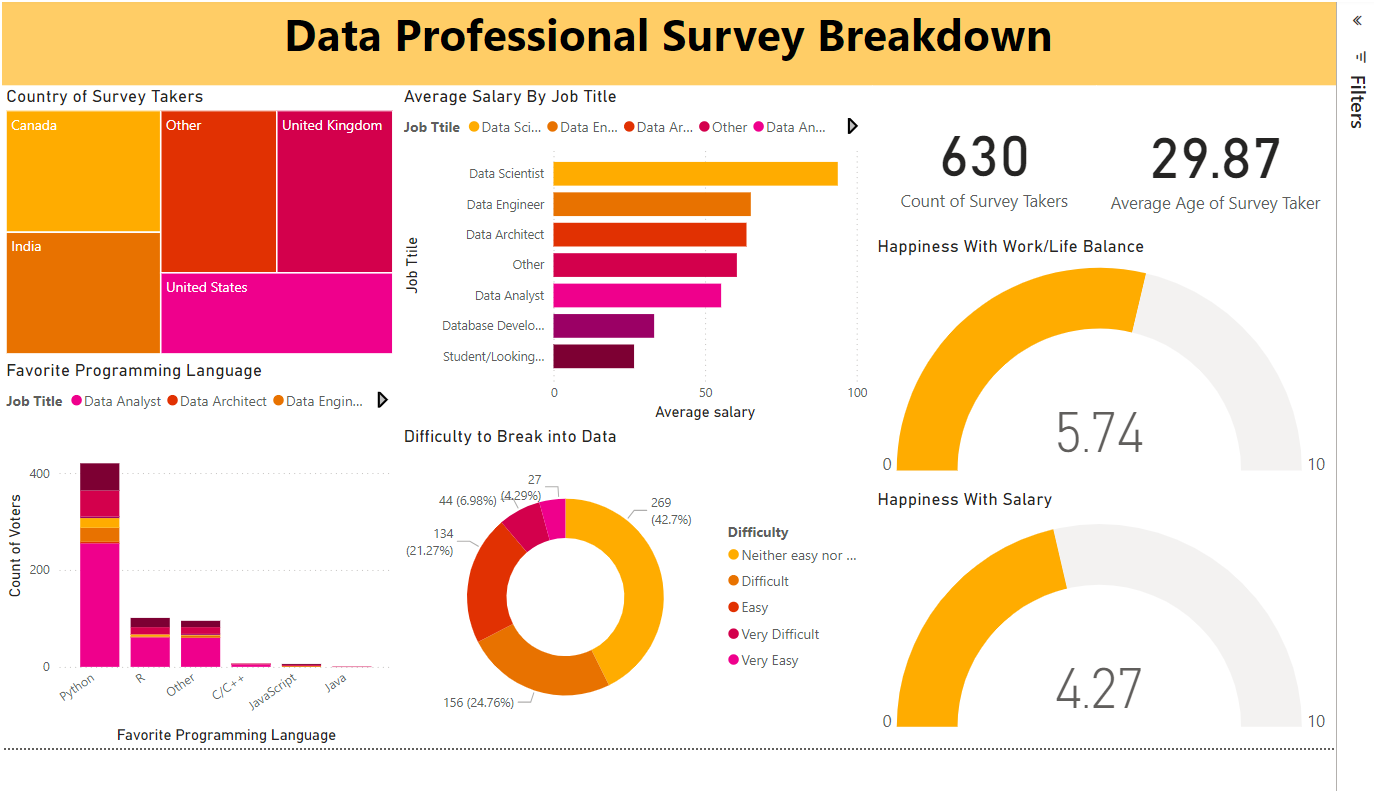 Data Professional Survey Breakdown
Filters
Country of Survey Takers
Canada
Other
United Kingdom
India
United States
Average Salary By Job Title
Job Ttile Data Sci... Data En... Data Ar... Other Data An...
Job Ttile
Data Scientist
Data Engineer
Data Architect
Other
Data Analyst
Database Develo...
Student/Looking...
0 50 100
Average salary
630
Count of Survey Takers
29.87
Average Age of Survey Taker
Happiness With Work/Life Balance
5.74
0 10
Favorite Programming Language
Job Title Data Analyst Data Architect Data Engin...
Count of Voters
400
200
0
Python R Other C/C++ JavaScript Java
Favorite Programming Language
Difficulty to Break into Data
27
(4.29%)
44 (6.98%)
134
(21.27%)
269
(42.7%)
156 (24.76%)
Difficulty
Neither easy nor ...
Difficult
Easy
Very Difficult
Very Easy
Happiness With Salary
4.27
0 10